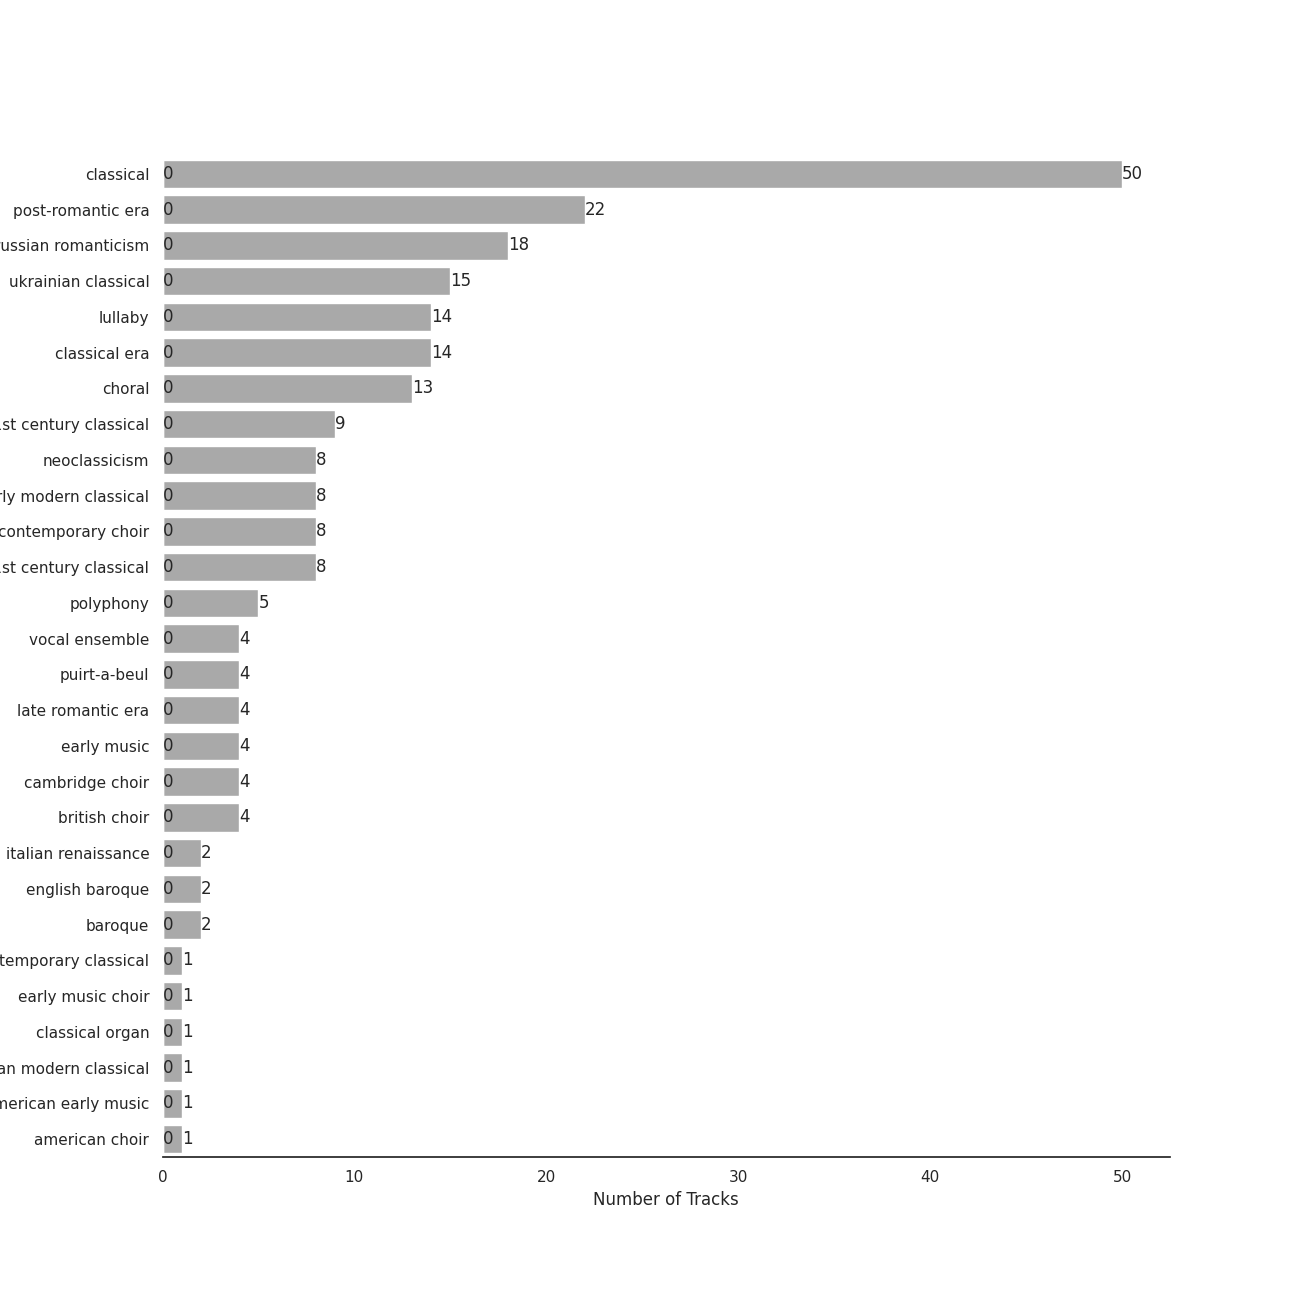 classical 0 50
post-romantic era 0 22
ussian romanticism 0 18
ukrainian classical 0 15
lullaby 0 14
classical era 0 14
choral 0 13
st century classical 0 9
neoclassicism 0 8
rly modern classical 0 8
contemporary choir 0 8
st century classical 0 8
polyphony 0 5
vocal ensemble 0 4
puirt-a-beul 0 4
late romantic era 0 4
early music 0 4
cambridge choir 0 4
british choir 0 4
italian renaissance 0 2
english baroque 0 2
baroque 0 2
temporary classical 0 1
early music choir 0 1
classical organ 0 1
an modern classical 0 1
merican early music 0 1
american choir 0 1
0 10 20 30 40 50
Number of Tracks